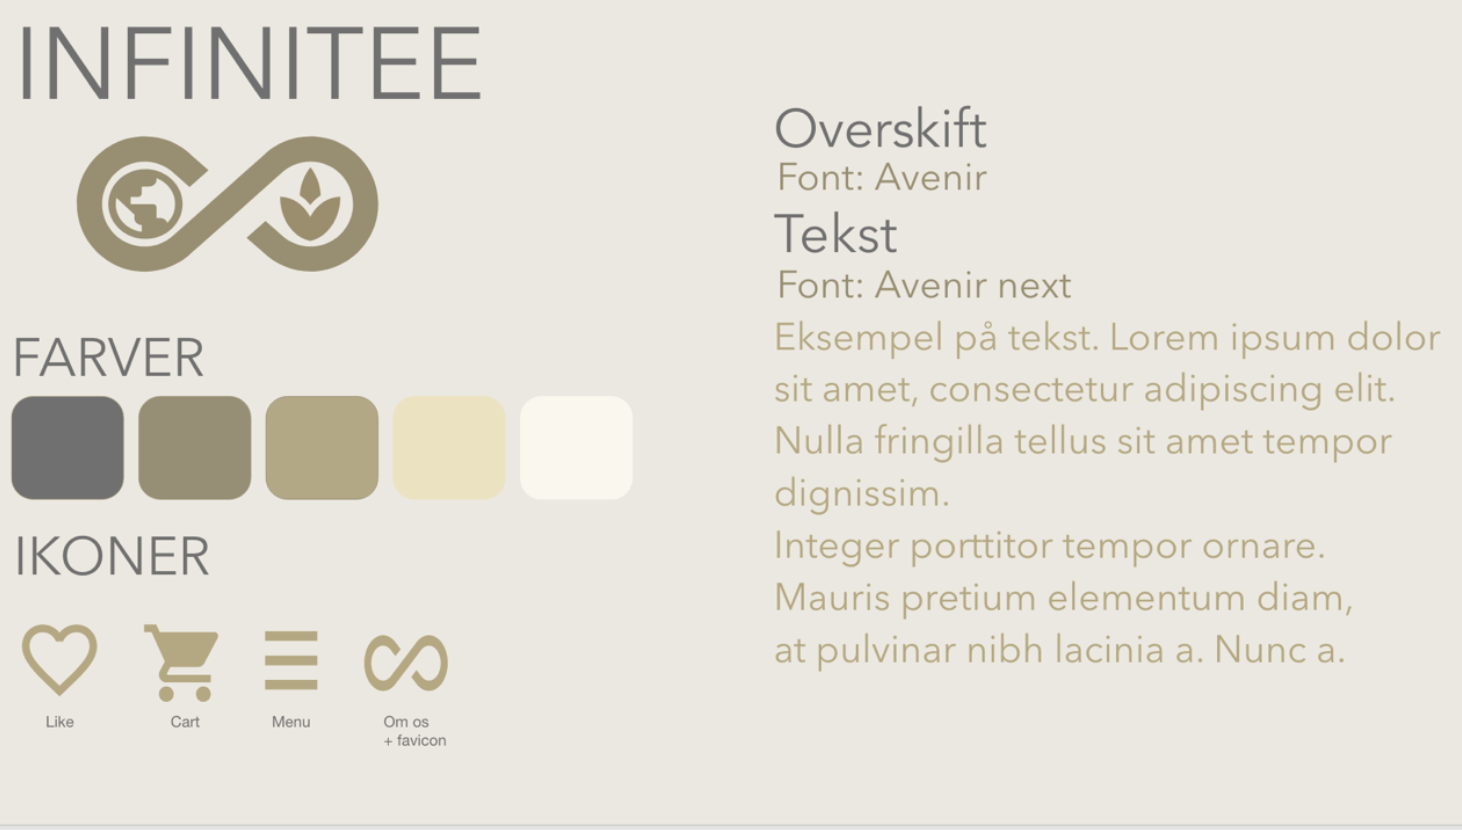 INFINITEE
FARVER
IKONER
Like
Cart
Menu
Om os
+ favicon
Overskift
Font: Avenir
Tekst
Font: Avenir next
Eksempel på tekst. Lorem ipsum dolor
sit amet, consectetur adipiscing elit.
Nulla fringilla tellus sit amet tempor
dignissim.
Integer porttitor tempor ornare.
Mauris pretium elementum diam,
at pulvinar nibh lacinia a. Nunc a.